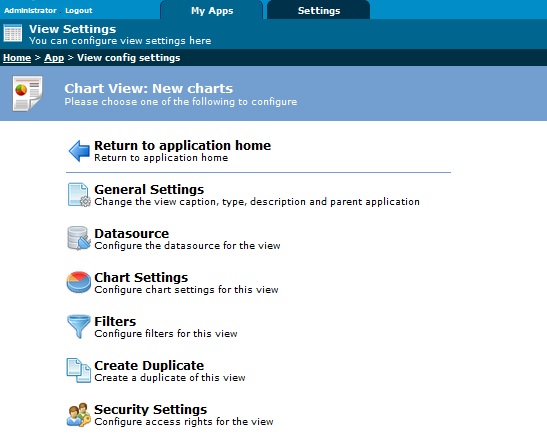 Administrator Logout My Apps Settings
View Settings
You can configure view settings here
Home > App > View config settings
Chart View: New charts
Please choose one of the following to configure
Return to application home
Return to application home
General Settings
Change the view caption, type, description and parent application
Datasource
Configure the datasource for the view
Chart Settings
Configure chart settings for this view
Filters
Configure filters for this view
Create Duplicate
Create a duplicate of this view
Security Settings
Configure access rights for the view